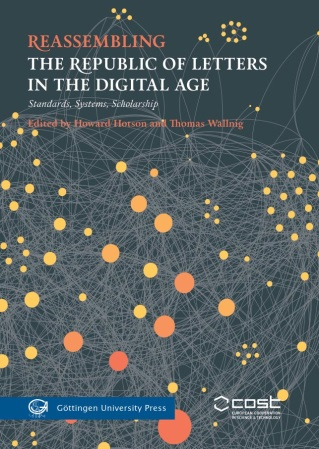 REASSEMBLING
THE REPUBLIC OF LETTERS
IN THE DIGITAL AGE
Standards, Systems, Scholarship
Edited by Howard Hotson and Thomas Wallnig
Göttingen University Press
cost
EUROPEAN COOPERATION
IN SCIENCE & TECHNOLOGY